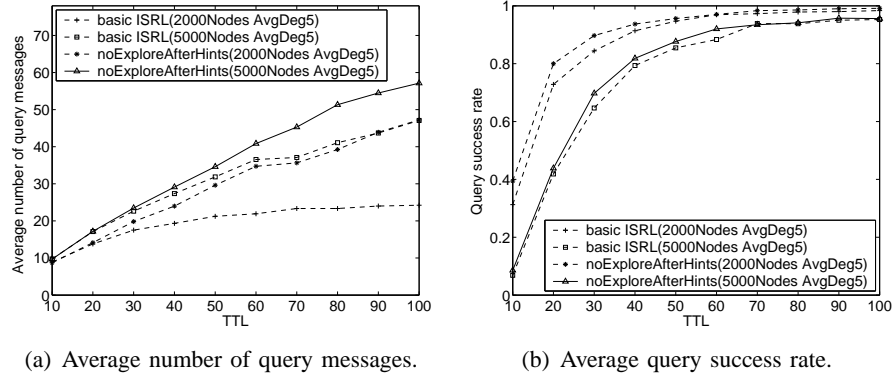 basic ISRL(2000Nodes AvgDeg5)
basic ISRL(5000Nodes AvgDeg5)
noExploreAfterHints(2000Nodes AvgDeg5)
noExploreAfterHints(5000Nodes AvgDeg5)
Average number of query messages
70
60
50
40
30
20
10
0
10 20 30 40 50 60 70 80 90 100
TTL
(a) Average number of query messages.
Query success rate
1
0.8
0.6
0.4
0.2
0
basic ISRL(2000Nodes AvgDeg5)
basic ISRL(5000Nodes AvgDeg5)
noExploreAfterHints(2000Nodes AvgDeg5)
noExploreAfterHints(5000Nodes AvgDeg5)
10 20 30 40 50 60 70 80 90 100
TTL
(b) Average query success rate.